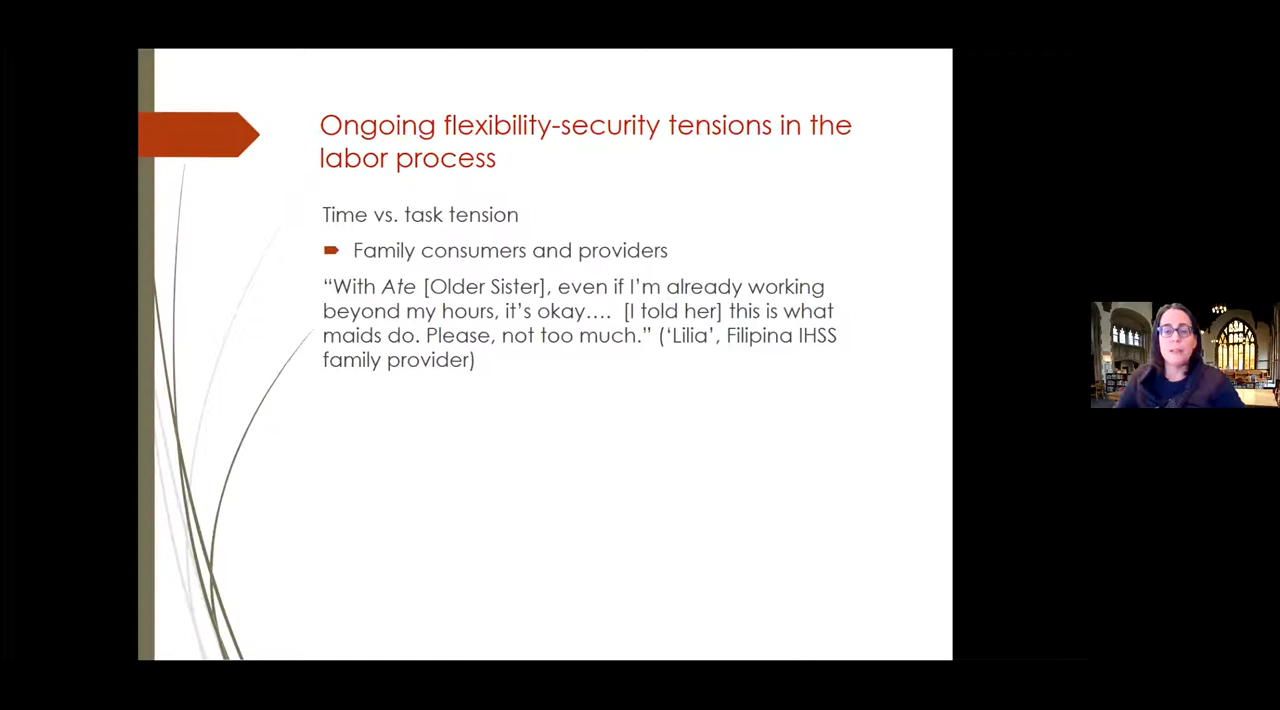 Ongoing flexibility-security tensions in the
labor process
Time vs. task tension
Family consumers and providers
“With Ate [Older Sister], even if I’m already working
beyond my hours, it’s okay…. [I told her] this is what
maids do. Please, not too much.” (‘Lilia’, Filipina IHSS
family provider)